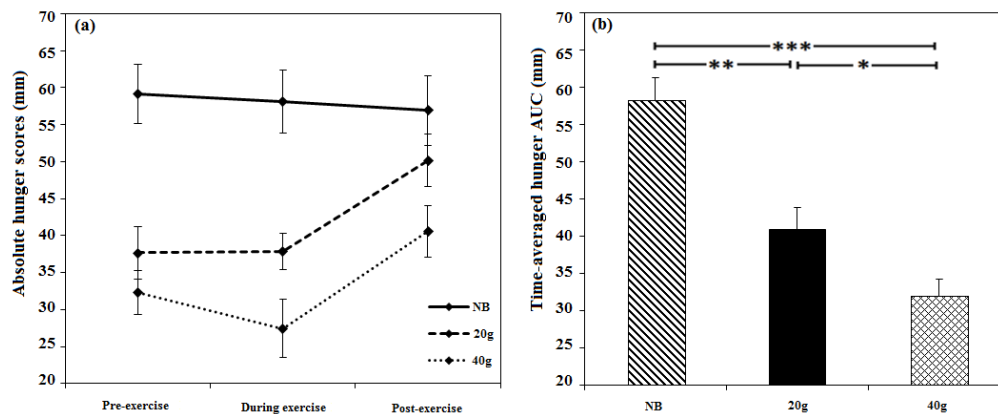 (a)
Absolute hunger scores (mm)
70
65
60
55
50
45
40
35
30
25
20
Pre-exercise During exercise Post-exercise
NB
20g
40g
(b)
Time-averaged hunger AUC (mm)
70
65
60
55
50
45
40
35
30
25
20
***
** *
NB 20g 40g